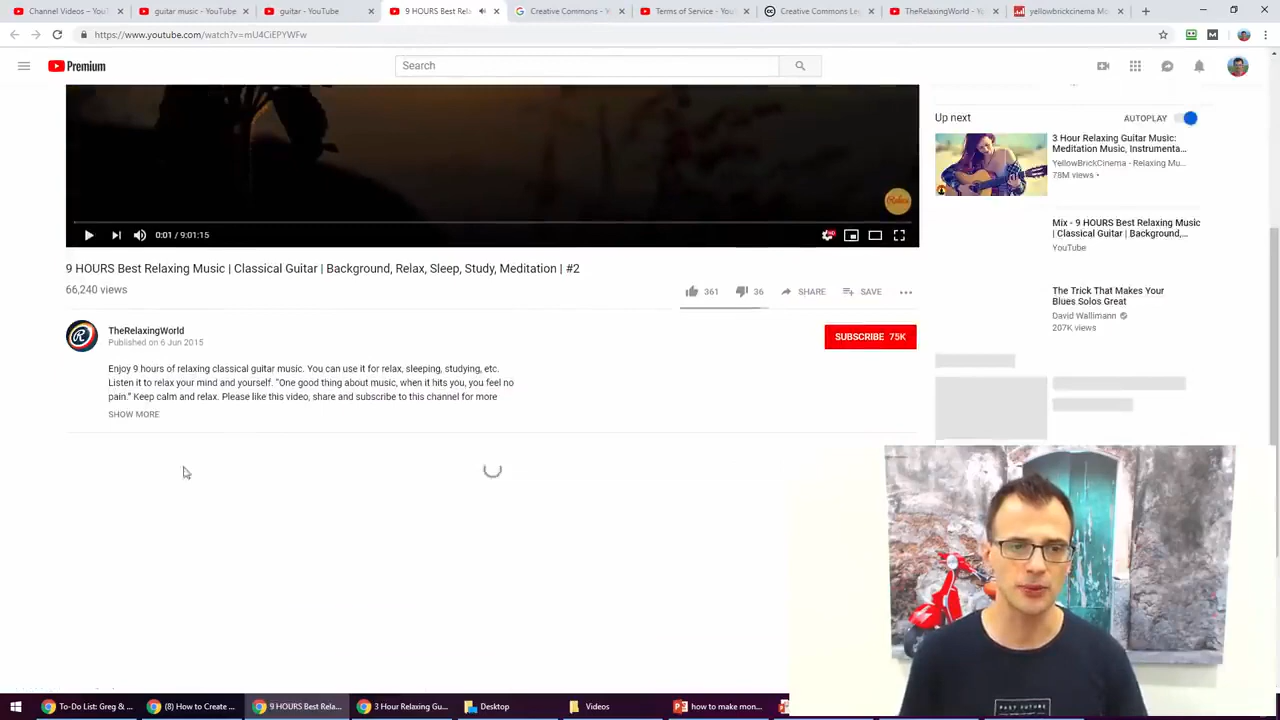 Channel Videos - You
guitar music - YouTube
guitar - YouTube
9 HOURS Best Rel
Creative Commons - Y
Terms of Service - You
Creative Commons Le
TheRelaxingWorld - Y
yellowbrickcinema Mo
https://www.youtube.com/watch?v=mU4CiEPYWFw
Premium
Search
Relax
0:01 / 9:01:15
9 HOURS Best Relaxing Music | Classical Guitar | Background, Relax, Sleep, Study, Meditation | #2
66,240 views
361
36
SHARE
SAVE
TheRelaxingWorld
Published on 6 Jun 2015
SUBSCRIBE 75K
Enjoy 9 hours of relaxing classical guitar music. You can use it for relax, sleeping, studying, etc.
Listen it to relax your mind and yourself. "One good thing about music, when it hits you, you feel no
pain." Keep calm and relax. Please like this video, share and subscribe to this channel for more
SHOW MORE
Up next
AUTOPLAY
3 Hour Relaxing Guitar Music:
Meditation Music, Instrumenta...
YellowBrickCinema - Relaxing Mu...
78M views •
Mix - 9 HOURS Best Relaxing Music
| Classical Guitar | Background,...
YouTube
The Trick That Makes Your
Blues Solos Great
David Wallimann
207K views
PAST FUTURE
To-Do List: Greg & ...
(8) How to Create ...
9 HOURS Best Rela...
3 Hour Relaxing Gu...
Desktop
Videos
how to make mon...